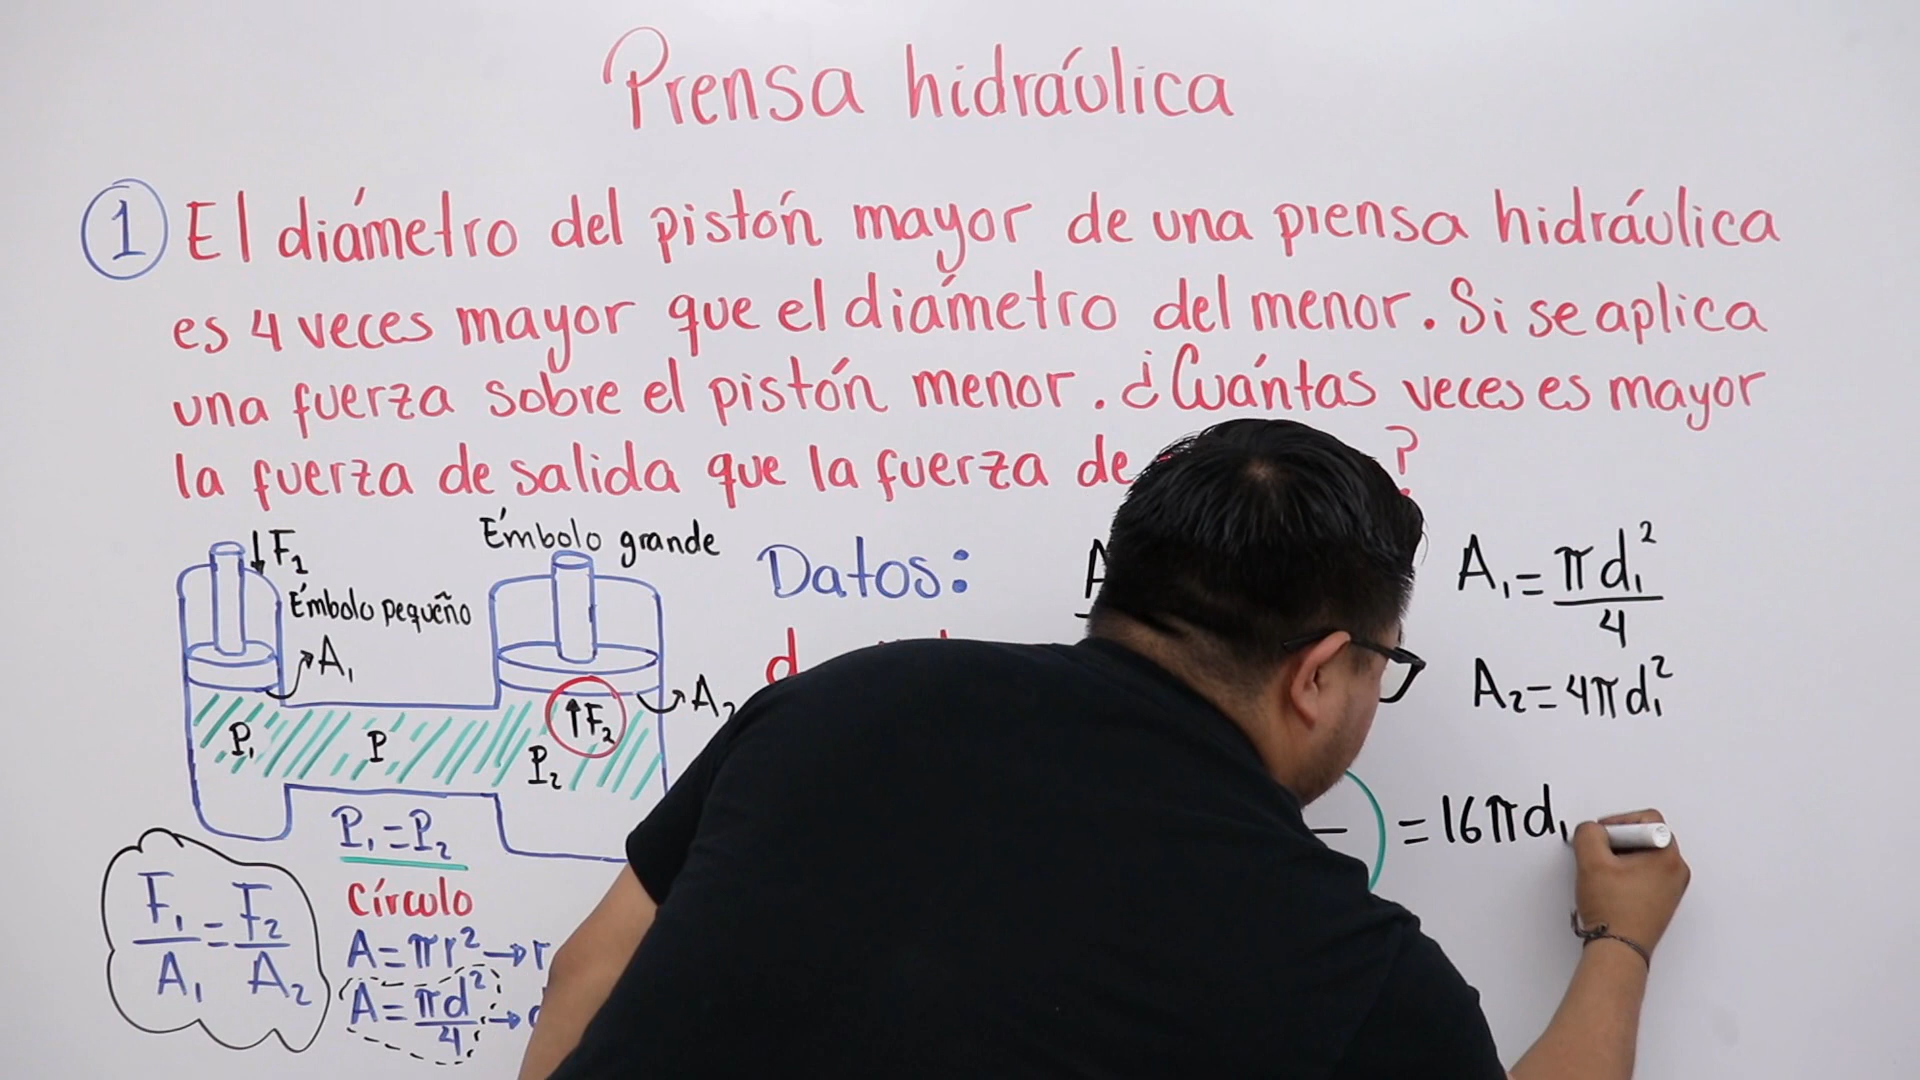 Prensa hidráulica
1 El diámetro del pistón mayor de una prensa hidráulica
es 4 veces mayor que el diámetro del menor. Si se aplica
una fuerza sobre el pistón menor. ¿Cuántas veces es mayor
la fuerza de salida que la fuerza de ?
↓F₁
Émbolo pequeño
A₁
Émbolo grande
↑F₂
A₂
P₁
P
P₂
P₁=P₂
F₁/A₁=F₂/A₂
Círculo
A=πr²→r
A=πd²/4→
Datos:
d
A
A₁=πd₁²/4
A₂=4πd₁²
=16πd₁